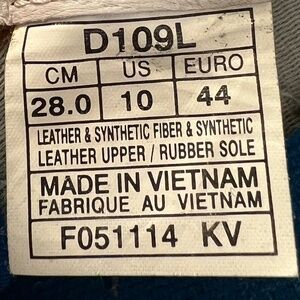 D109L
CM US EURO
28.0 10 44
LEATHER & SYNTHETIC FIBER & SYNTHETIC
LEATHER UPPER / RUBBER SOLE
MADE IN VIETNAM
FABRIQUE AU VIETNAM
F051114 KV